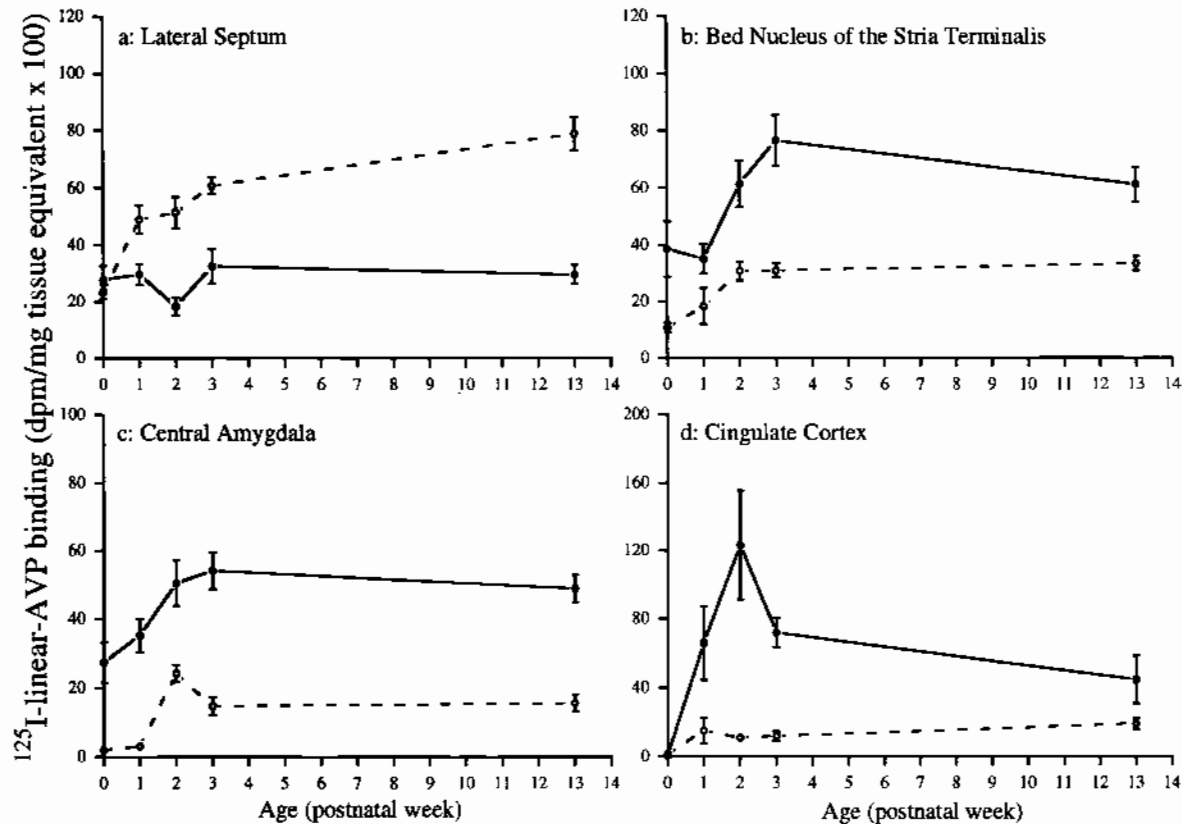 ¹²⁵I-linear-AVP binding (dpm/mg tissue equivalent x 100)
a: Lateral Septum
120
100
80
60
40
20
0
0 1 2 3 4 5 6 7 8 9 10 11 12 13 14
b: Bed Nucleus of the Stria Terminalis
120
100
80
60
40
20
0
0 1 2 3 4 5 6 7 8 9 10 11 12 13 14
c: Central Amygdala
100
80
60
40
20
0
0 1 2 3 4 5 6 7 8 9 10 11 12 13 14
Age (postnatal week)
d: Cingulate Cortex
200
160
120
80
40
0
0 1 2 3 4 5 6 7 8 9 10 11 12 13 14
Age (postnatal week)